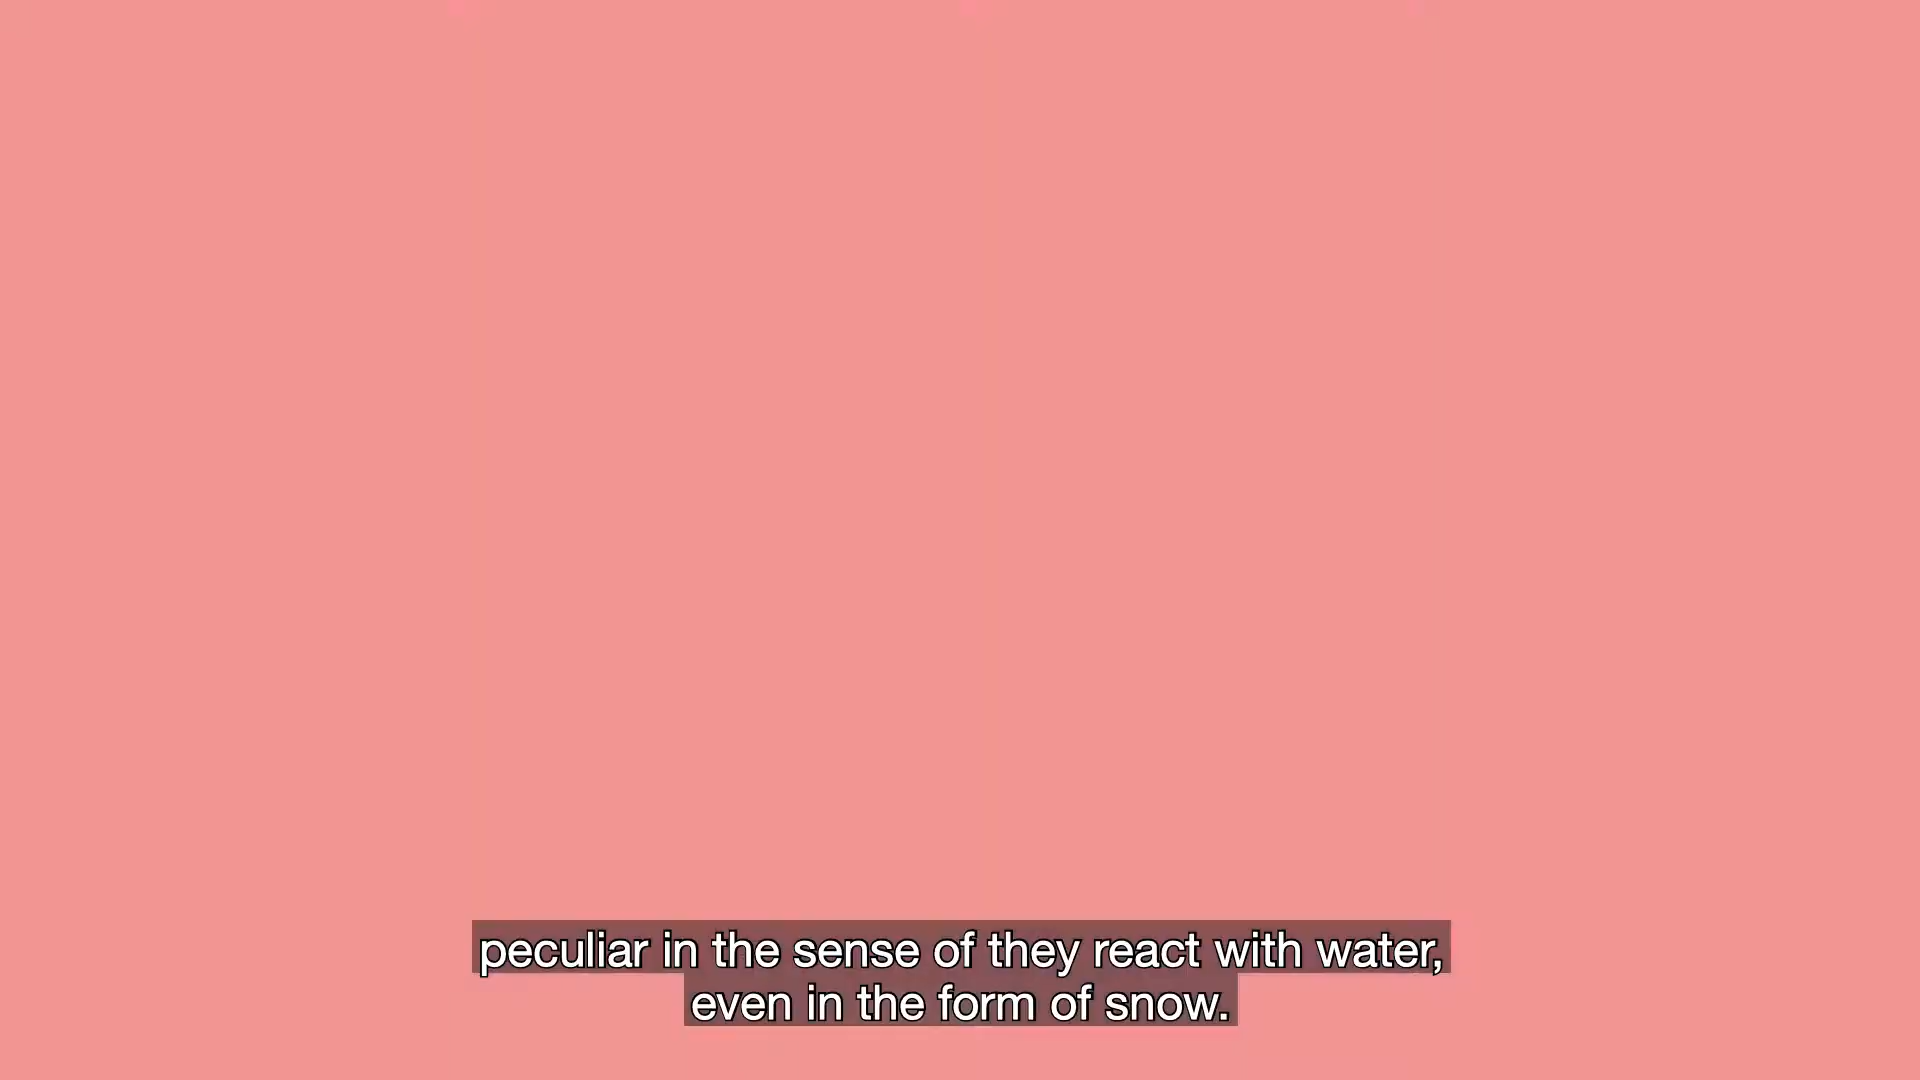 peculiar in the sense of they react with water,
even in the form of snow.